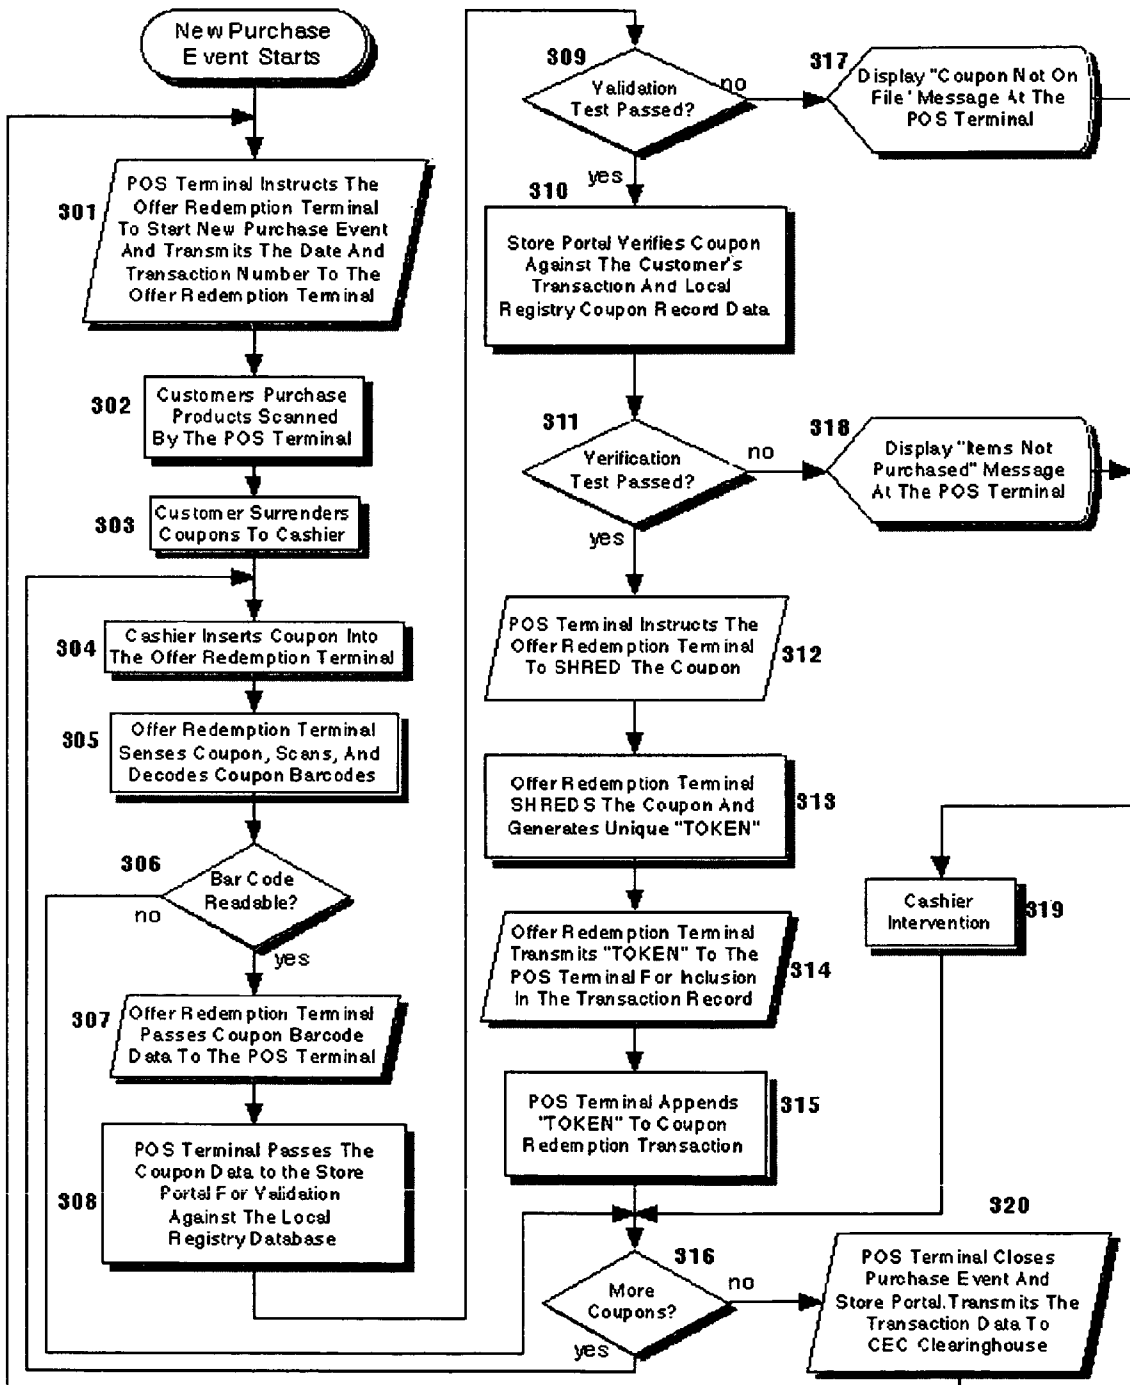 New Purchase
Event Starts
301
POS Terminal Instructs The
Offer Redemption Terminal
To Start New Purchase Event
And Transmits The Date And
Transaction Number To The
Offer Redemption Terminal
302
Customers Purchase
Products Scanned
By The POS Terminal
303
Customer Surrenders
Coupons To Cashier
304
Cashier Inserts Coupon Into
The Offer Redemption Terminal
305
Offer Redemption Terminal
Senses Coupon, Scans, And
Decodes Coupon Barcodes
306
Bar Code
Readable?
no
yes
307
Offer Redemption Terminal
Passes Coupon Barcode
Data To The POS Terminal
308
POS Terminal Passes The
Coupon Data to the Store
Portal For Validation
Against The Local
Registry Database
309
Validation
Test Passed?
no
yes
317
Display "Coupon Not On
File' Message At The
POS Terminal
310
Store Portal Verifies Coupon
Against The Customer's
Transaction And Local
Registry Coupon Record Data
311
Verification
Test Passed?
no
yes
318
Display "Items Not
Purchased" Message
At The POS Terminal
POS Terminal Instructs The
Offer Redemption Terminal
To SHRED The Coupon
312
Offer Redemption Terminal
SHREDS The Coupon And
Generates Unique "TOKEN"
313
Offer Redemption Terminal
Transmits "TOKEN" To The
POS Terminal For Inclusion
In The Transaction Record
314
POS Terminal Appends
"TOKEN" To Coupon
Redemption Transaction
315
316
More
Coupons?
no
yes
Cashier
Intervention
319
320
POS Terminal Closes
Purchase Event And
Store Portal.Transmits The
Transaction Data To
CEC Clearinghouse